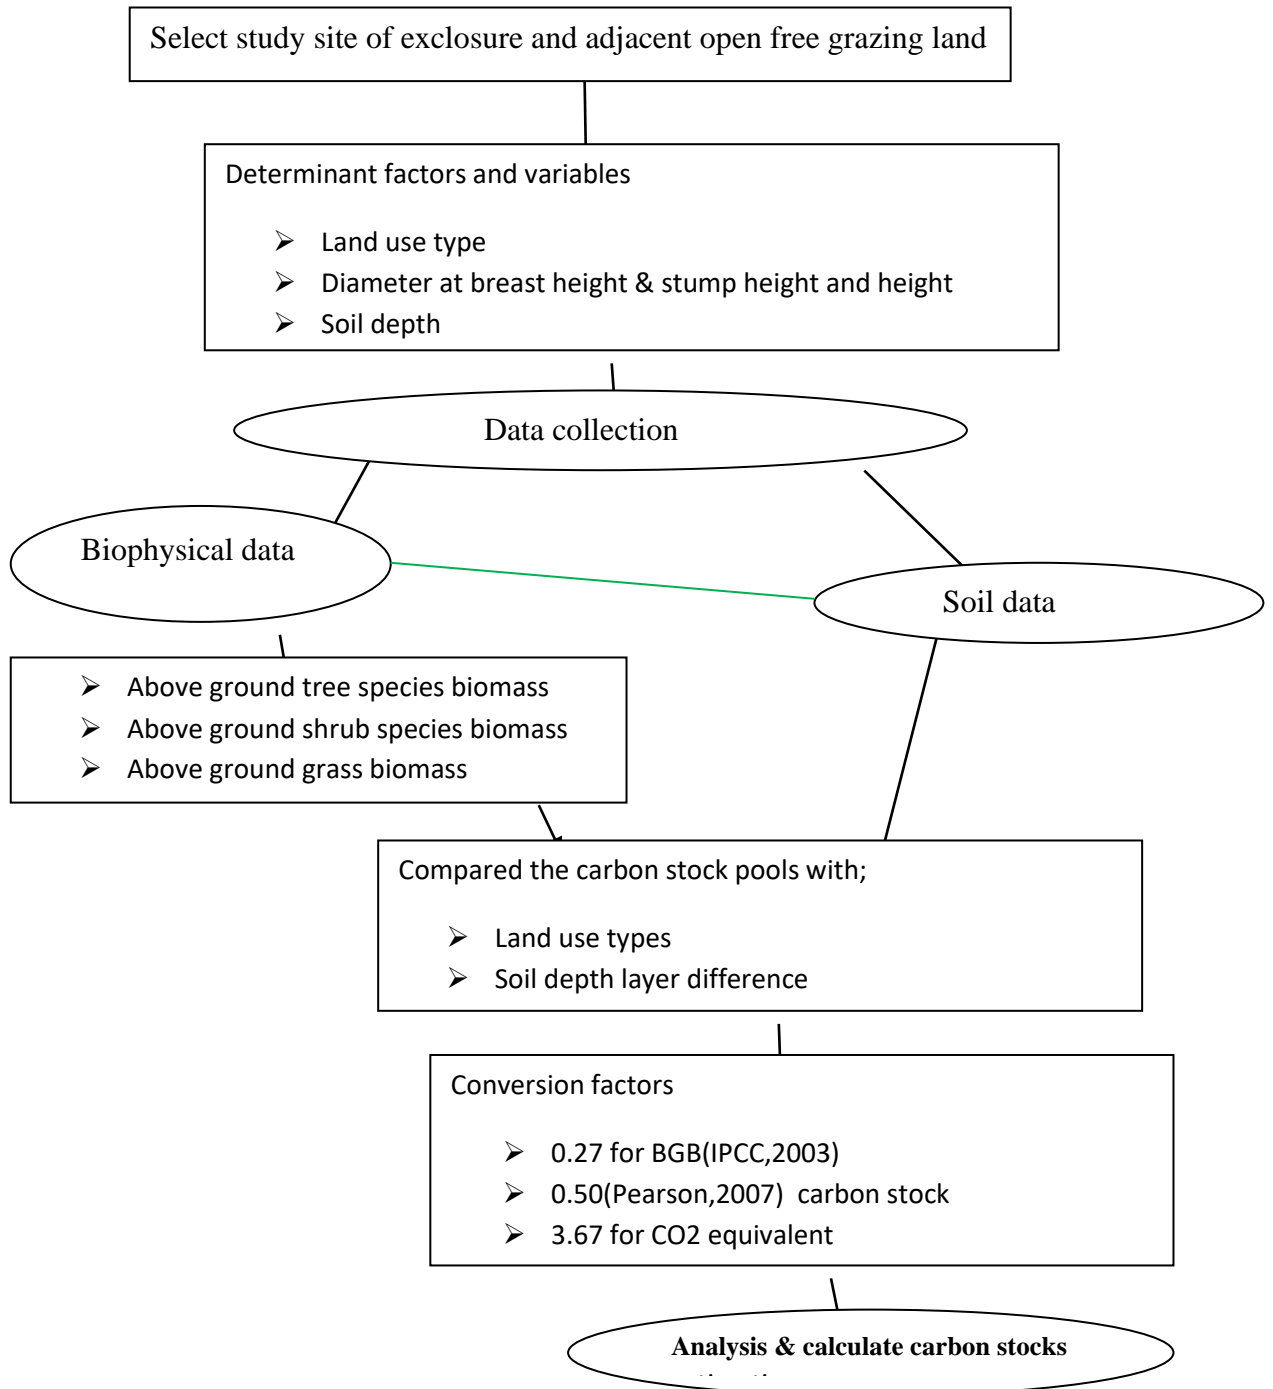 Select study site of exclosure and adjacent open free grazing land
Determinant factors and variables
➢ Land use type
➢ Diameter at breast height & stump height and height
➢ Soil depth
Data collection
Biophysical data
Soil data
➢ Above ground tree species biomass
➢ Above ground shrub species biomass
➢ Above ground grass biomass
Compared the carbon stock pools with;
➢ Land use types
➢ Soil depth layer difference
Conversion factors
➢ 0.27 for BGB(IPCC,2003)
➢ 0.50(Pearson,2007) carbon stock
➢ 3.67 for CO2 equivalent
Analysis & calculate carbon stocks